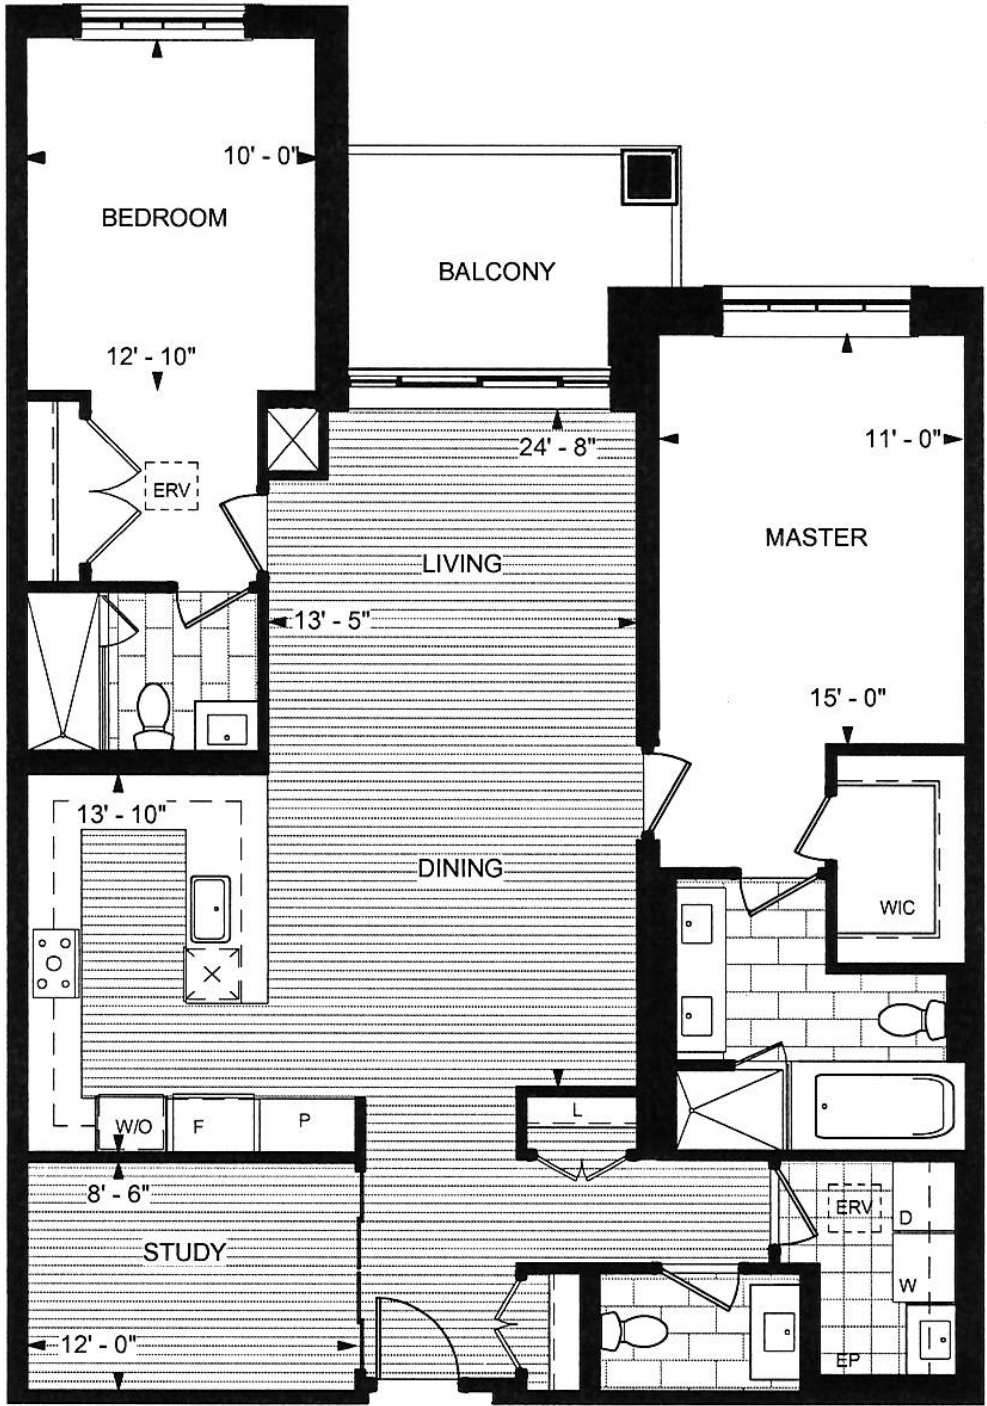 10' - 0"
BEDROOM
BALCONY
12' - 10"
11' - 0"
24' - 8"
ERV
MASTER
LIVING
13' - 5"
15' - 0"
13' - 10"
DINING
WIC
L
W/O
F
P
8' - 6"
ERV
D
STUDY
W
12' - 0"
EP